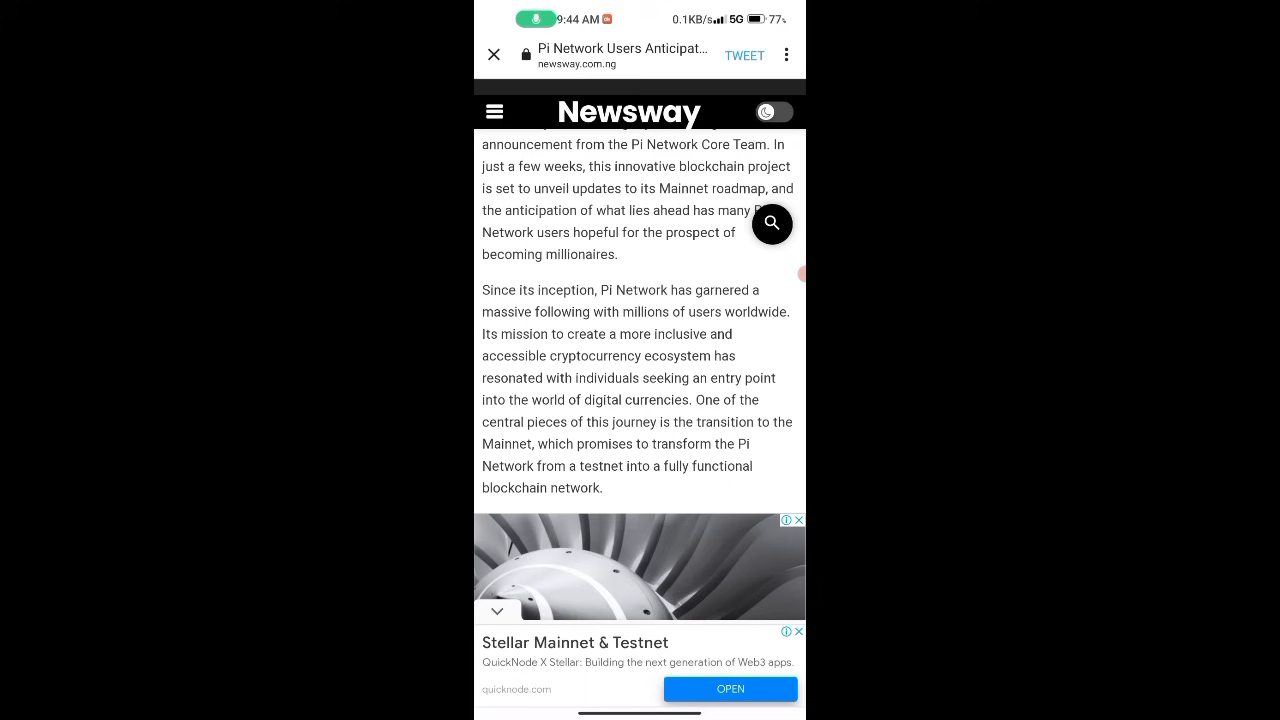 9:44 AM
0.1KB/s 5G 77%
Pi Network Users Anticipat...
newsway.com.ng
TWEET
Newsway
announcement from the Pi Network Core Team. In
just a few weeks, this innovative blockchain project
is set to unveil updates to its Mainnet roadmap, and
the anticipation of what lies ahead has many
Network users hopeful for the prospect of
becoming millionaires.
Since its inception, Pi Network has garnered a
massive following with millions of users worldwide.
Its mission to create a more inclusive and
accessible cryptocurrency ecosystem has
resonated with individuals seeking an entry point
into the world of digital currencies. One of the
central pieces of this journey is the transition to the
Mainnet, which promises to transform the Pi
Network from a testnet into a fully functional
blockchain network.
Stellar Mainnet & Testnet
QuickNode X Stellar: Building the next generation of Web3 apps.
quicknode.com
OPEN